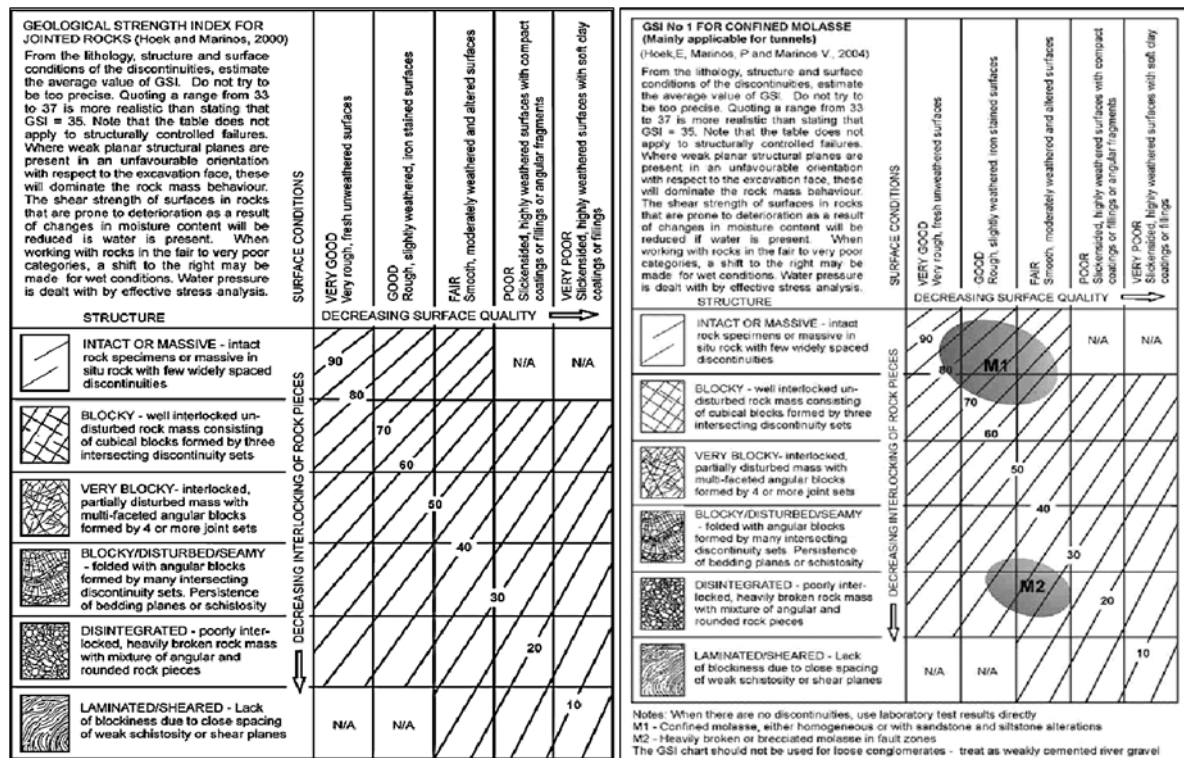 GEOLOGICAL STRENGTH INDEX FOR
JOINTED ROCKS (Hoek and Marinos, 2000)
From the lithology, structure and surface
conditions of the discontinuities, estimate
the average value of GSI. Do not try to
be too precise. Quoting a range from 33
to 37 is more realistic than stating that
GSI = 35. Note that the table does not
apply to structurally controlled failures.
Where weak planar structural planes are
present in an unfavourable orientation
with respect to the excavation face, these
will dominate the rock mass behaviour.
The shear strength of surfaces in rocks
that are prone to deterioration as a result
of changes in moisture content will be
reduced is water is present. When
working with rocks in the fair to very poor
categories, a shift to the right may be
made for wet conditions. Water pressure
is dealt with by effective stress analysis.
STRUCTURE
SURFACE CONDITIONS
VERY GOOD
Very rough, fresh unweathered surfaces
GOOD
Rough, slightly weathered, iron stained surfaces
FAIR
Smooth, moderately weathered and altered surfaces
POOR
Slickensided, highly weathered surfaces with compact
coatings or fillings or angular fragments
VERY POOR
Slickensided, highly weathered surfaces with soft clay
coatings or fillings
DECREASING SURFACE QUALITY
DECREASING INTERLOCKING OF ROCK PIECES
INTACT OR MASSIVE - intact
rock specimens or massive in
situ rock with few widely spaced
discontinuities
BLOCKY - well interlocked un-
disturbed rock mass consisting
of cubical blocks formed by three
intersecting discontinuity sets
VERY BLOCKY- interlocked,
partially disturbed mass with
multi-faceted angular blocks
formed by 4 or more joint sets
BLOCKY/DISTURBED/SEAMY
- folded with angular blocks
formed by many intersecting
discontinuity sets. Persistence
of bedding planes or schistosity
DISINTEGRATED - poorly inter-
locked, heavily broken rock mass
with mixture of angular and
rounded rock pieces
LAMINATED/SHEARED - Lack
of blockiness due to close spacing
of weak schistosity or shear planes
N/A N/A
90
80
70
60
50
40
30
20
10
N/A N/A
GSI No 1 FOR CONFINED MOLASSE
(Mainly applicable for tunnels)
(Hoek,E, Marinos, P and Marinos V., 2004)
From the lithology, structure and surface
conditions of the discontinuities, estimate
the average value of GSI. Do not try to
be too precise. Quoting a range from 33
to 37 is more realistic than stating that
GSI = 35. Note that the table does not
apply to structurally controlled failures.
Where weak planar structural planes are
present in an unfavourable orientation
with respect to the excavation face, these
will dominate the rock mass behaviour.
The shear strength of surfaces in rocks
that are prone to deterioration as a result
of changes in moisture content will be
reduced if water is present. When
working with rocks in the fair to very poor
categories, a shift to the right may be
made for wet conditions. Water pressure
is dealt with by effective stress analysis.
STRUCTURE
SURFACE CONDITIONS
VERY GOOD
Very rough, fresh unweathered surfaces
GOOD
Rough, slightly weathered, iron stained surfaces
FAIR
Smooth, moderately weathered and altered surfaces
POOR
Slickensided, highly weathered surfaces with compact
coatings or fillings or angular fragments
VERY POOR
Slickensided, highly weathered surfaces with soft clay
coatings or fillings
DECREASING SURFACE QUALITY
DECREASING INTERLOCKING OF ROCK PIECES
INTACT OR MASSIVE - intact
rock specimens or massive in
situ rock with few widely spaced
discontinuities
BLOCKY - well interlocked un-
disturbed rock mass consisting
of cubical blocks formed by three
intersecting discontinuity sets
VERY BLOCKY- interlocked,
partially disturbed mass with
multi-faceted angular blocks
formed by 4 or more joint sets
BLOCKY/DISTURBED/SEAMY
- folded with angular blocks
formed by many intersecting
discontinuity sets. Persistence
of bedding planes or schistosity
DISINTEGRATED - poorly inter-
locked, heavily broken rock mass
with mixture of angular and
rounded rock pieces
LAMINATED/SHEARED - Lack
of blockiness due to close spacing
of weak schistosity or shear planes
N/A N/A
90
M1
80
70
60
50
40
30
M2
20
10
N/A N/A
Notes: When there are no discontinuities, use laboratory test results directly
M1 - Confined molasse, either homogeneous or with sandstone and siltstone alterations
M2 - Heavily broken or brecciated molasse in fault zones
The GSI chart should not be used for loose conglomerates - treat as weakly cemented river gravel